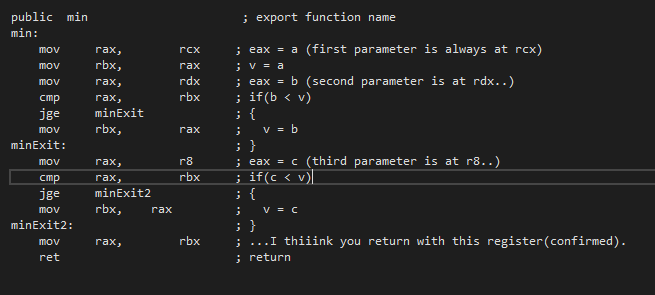 public  min                      ; export function name
min:
    mov     rax,        rcx     ; eax = a (first parameter is always at rcx)
    mov     rbx,        rax     ; v = a
    mov     rax,        rdx     ; eax = b (second parameter is at rdx..)
    cmp     rax,        rbx     ; if(b < v)
    jge     minExit             ; {
    mov     rbx,        rax     ;   v = b
minExit:                        ; }
    mov     rax,        r8      ; eax = c (third parameter is at r8..)
    cmp     rax,        rbx     ; if(c < v)
    jge     minExit2            ; {
    mov     rbx,    rax         ;   v = c
minExit2:                       ; }
    mov     rax,        rbx     ; ...I thiiink you return with this register(confirmed).
    ret                         ; return